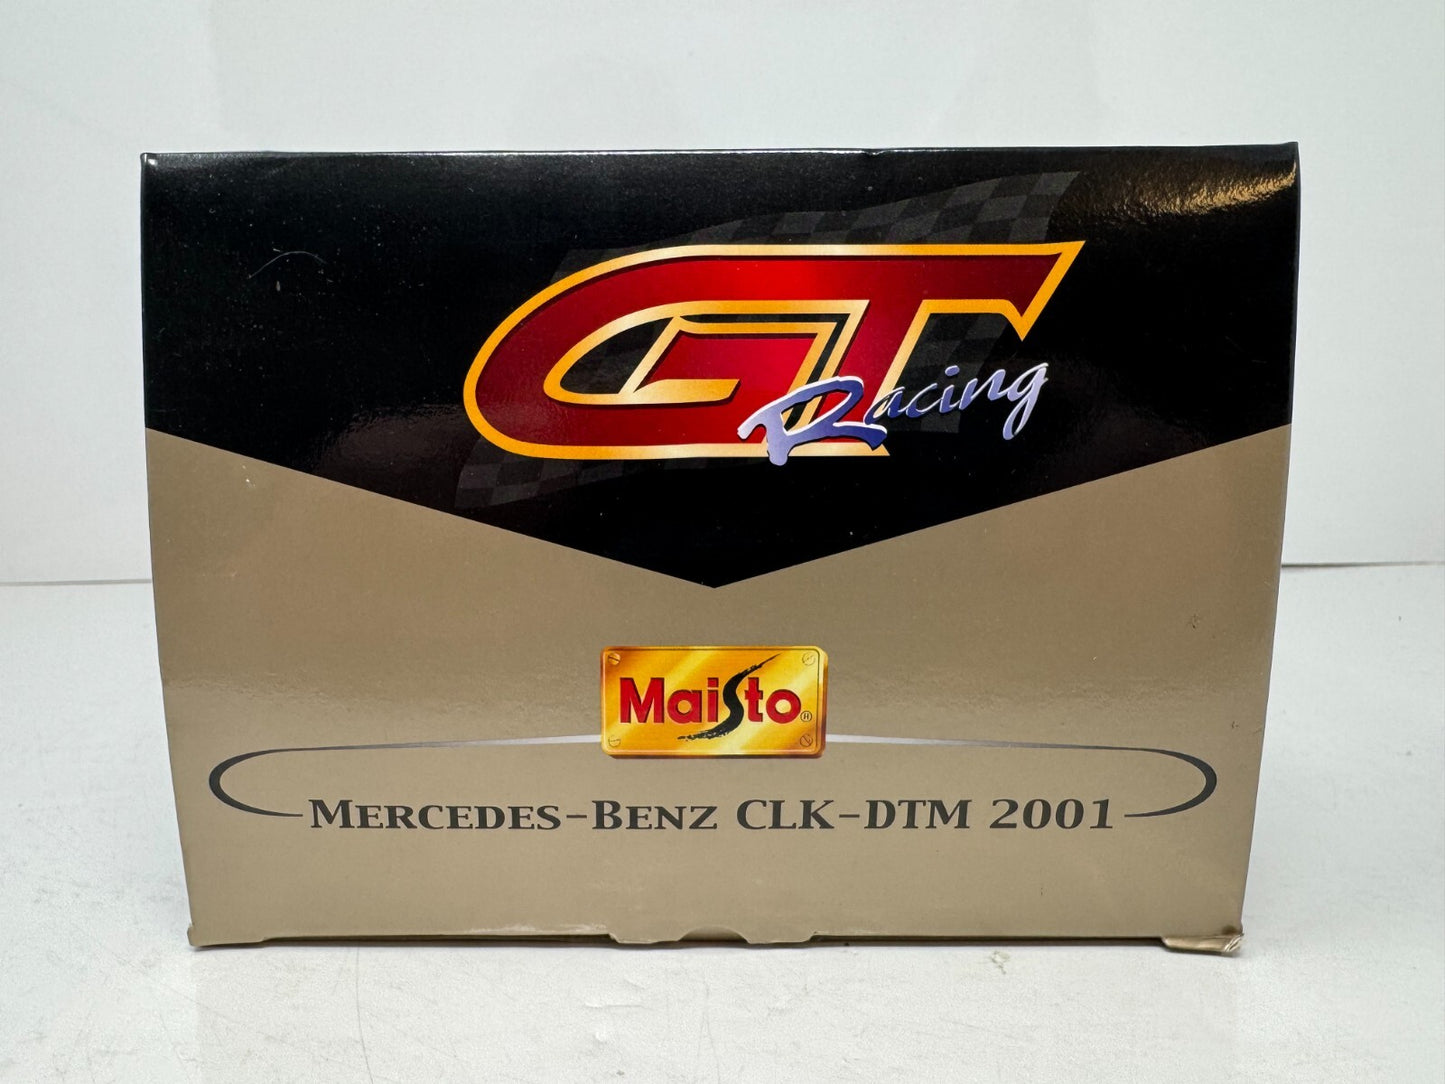 GT
Racing
Maisto®
MERCEDES-BENZ CLK-DTM 2001